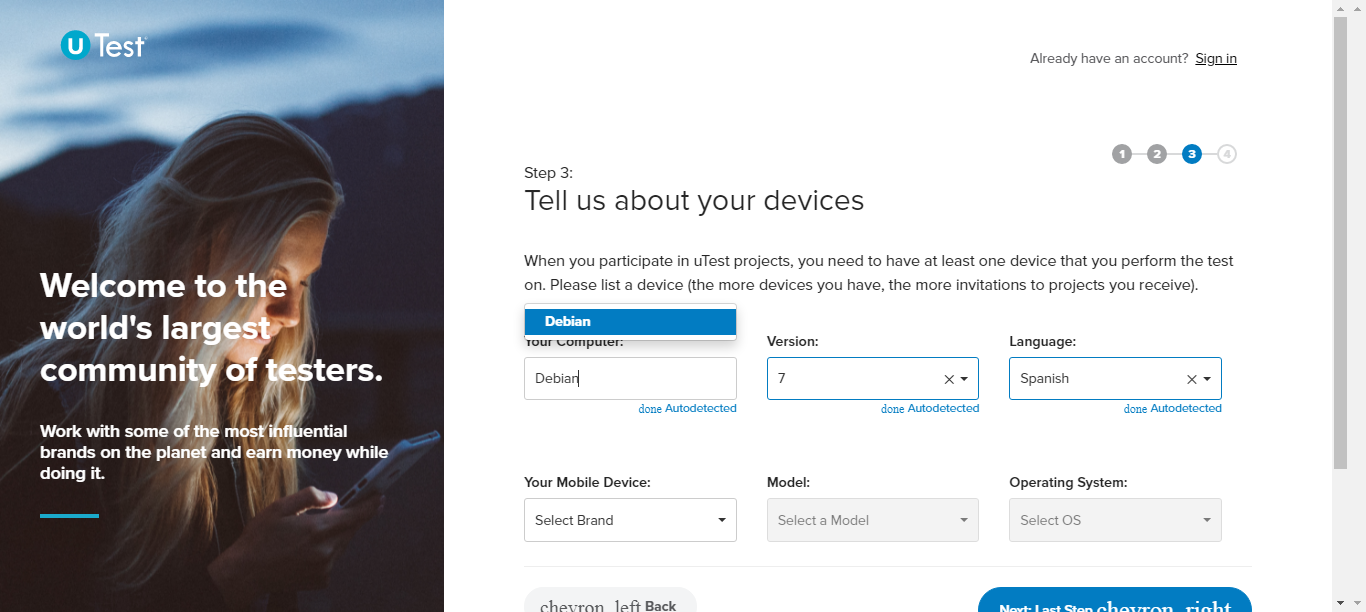 U Test
Welcome to the
world's largest
community of testers.
Work with some of the most influential
brands on the planet and earn money while
doing it.
Already have an account? Sign in
1 2 3 4
Step 3:
Tell us about your devices
When you participate in uTest projects, you need to have at least one device that you perform the test
on. Please list a device (the more devices you have, the more invitations to projects you receive).
Debian
Your Computer: Version: Language:
Debian 7 Spanish
done Autodetected done Autodetected done Autodetected
Your Mobile Device: Model: Operating System:
Select Brand Select a Model Select OS
chevron_left Back Next: Last Step chevron_right